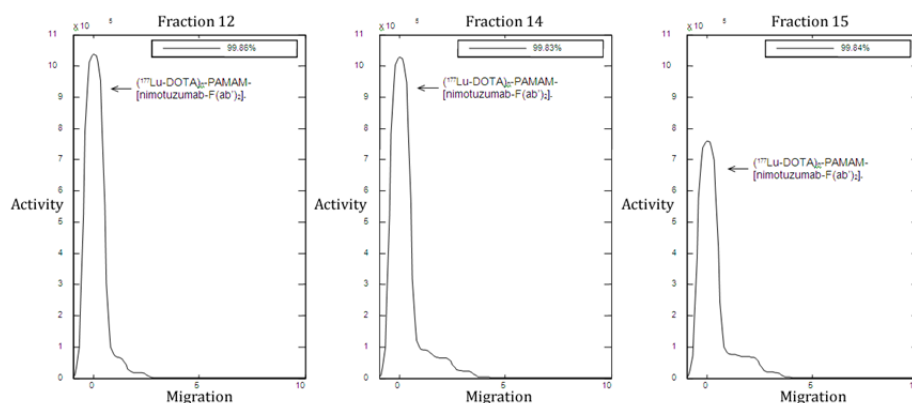 Fraction 12
x 10 5
99.86%
(¹⁷⁷Lu-DOTA)
-PAMAM-
[nimotuzumab-F(ab')₂].
Activity
11
10
9
8
7
6
5
4
3
2
1
0
0 5 10
Migration
Fraction 14
x 10 5
99.83%
(¹⁷⁷Lu-DOTA)
-PAMAM-
[nimotuzumab-F(ab')₂].
Activity
11
10
9
8
7
6
5
4
3
2
1
0
0 5 10
Migration
Fraction 15
x 10 5
99.84%
(¹⁷⁷Lu-DOTA)
-PAMAM-
[nimotuzumab-F(ab')₂].
Activity
11
10
9
8
7
6
5
4
3
2
1
0
0 5 10
Migration